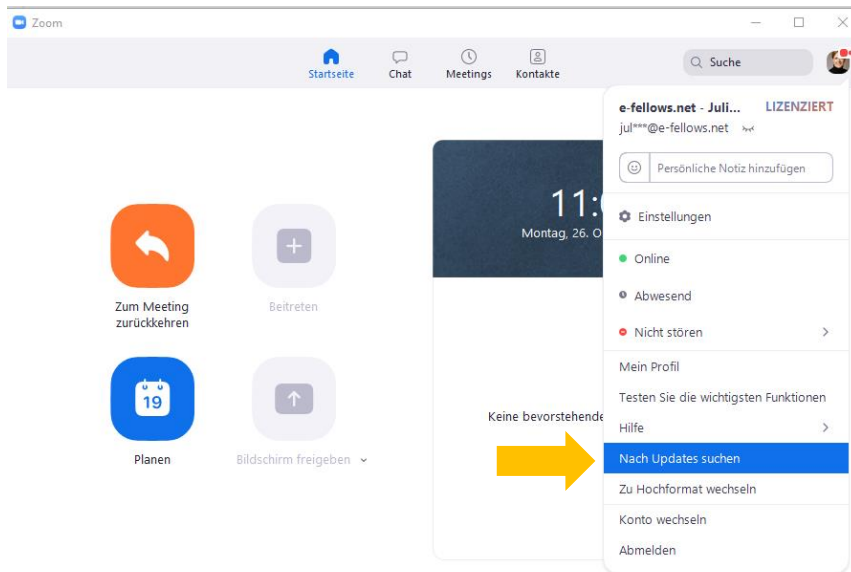 Zoom
Startseite
Chat
Meetings
Kontakte
Suche
e-fellows.net - Juli... LIZENZIERT
jul***@e-fellows.net
Persönliche Notiz hinzufügen
Einstellungen
Online
Abwesend
Nicht stören
Mein Profil
Testen Sie die wichtigsten Funktionen
Hilfe
Nach Updates suchen
Zu Hochformat wechseln
Konto wechseln
Abmelden
11:
Montag, 26. O
Keine bevorstehende
Zum Meeting
zurückkehren
Beitreten
19
Planen
Bildschirm freigeben